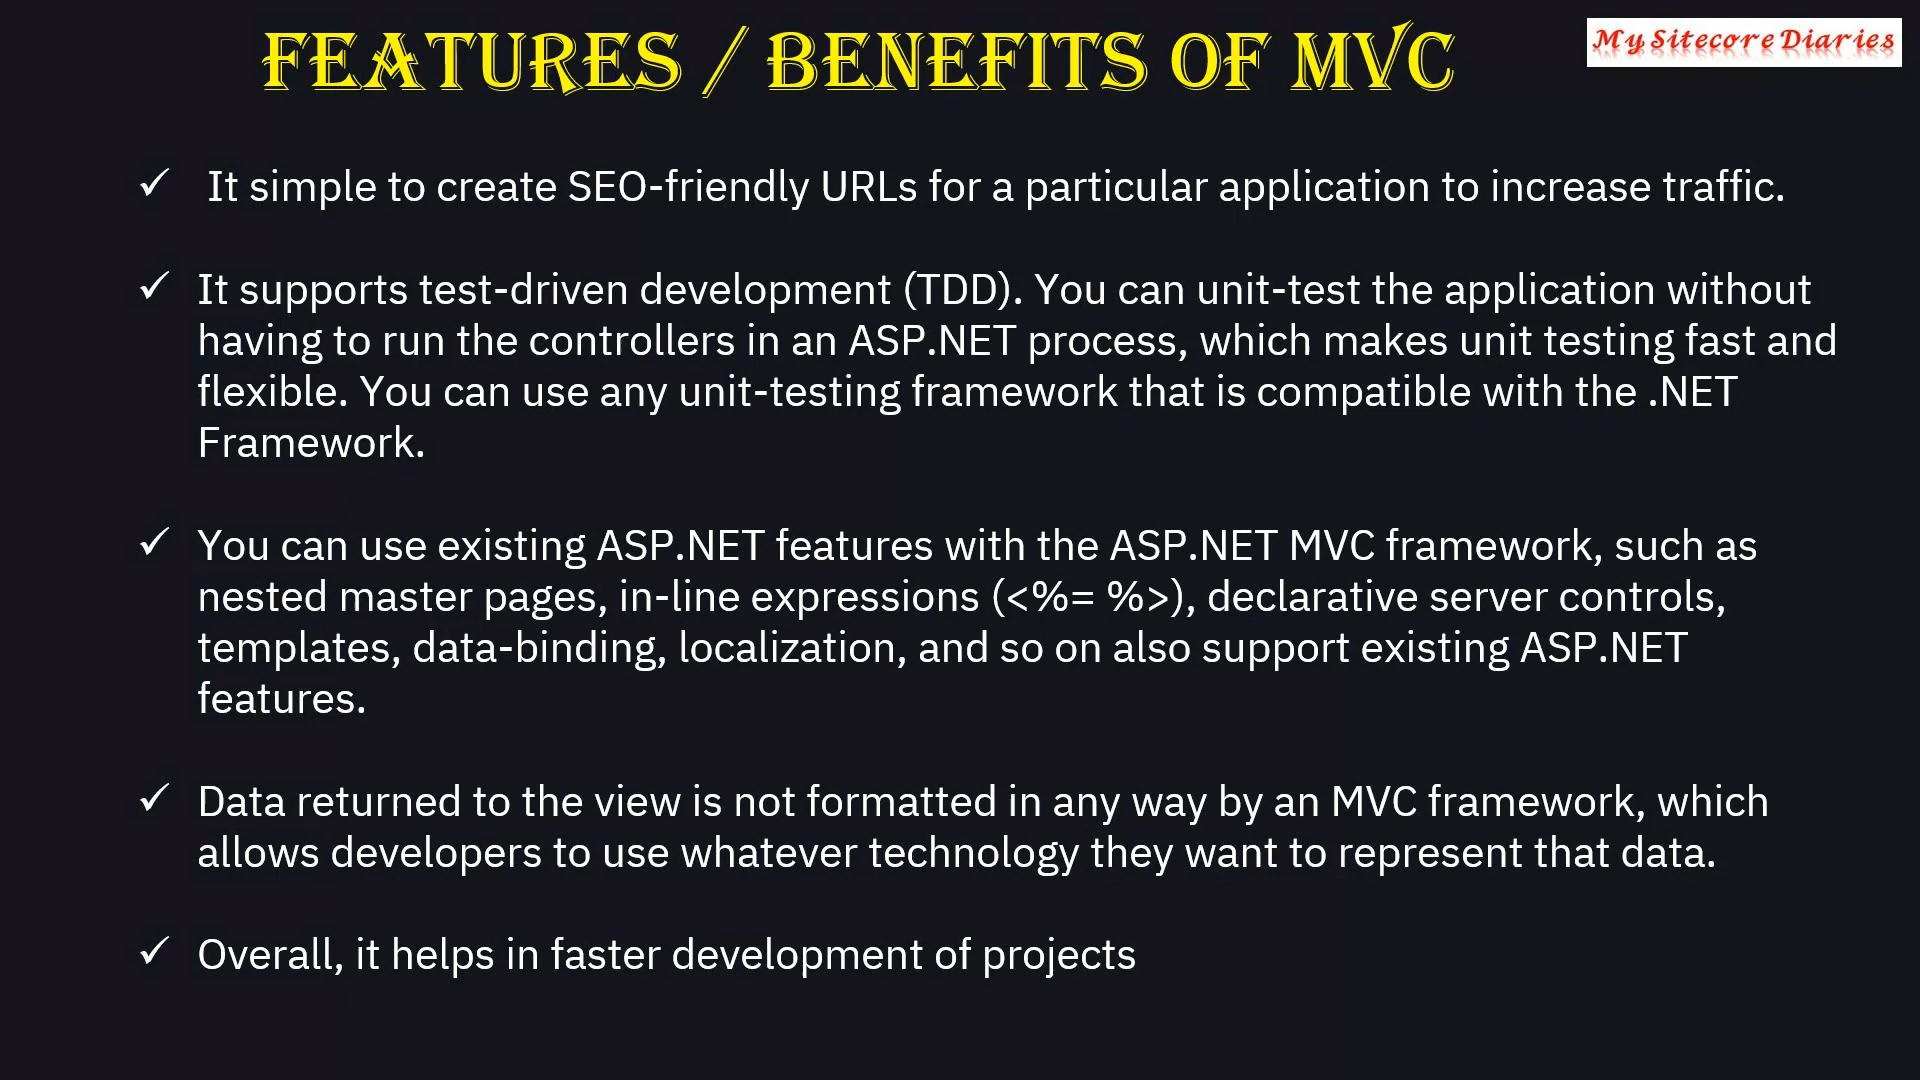 FEATURES / BENEFITS OF MVC
My Sitecore Diaries
✓ It simple to create SEO-friendly URLs for a particular application to increase traffic.
✓ It supports test-driven development (TDD). You can unit-test the application without
having to run the controllers in an ASP.NET process, which makes unit testing fast and
flexible. You can use any unit-testing framework that is compatible with the .NET
Framework.
✓ You can use existing ASP.NET features with the ASP.NET MVC framework, such as
nested master pages, in-line expressions (<%= %>), declarative server controls,
templates, data-binding, localization, and so on also support existing ASP.NET
features.
✓ Data returned to the view is not formatted in any way by an MVC framework, which
allows developers to use whatever technology they want to represent that data.
✓ Overall, it helps in faster development of projects